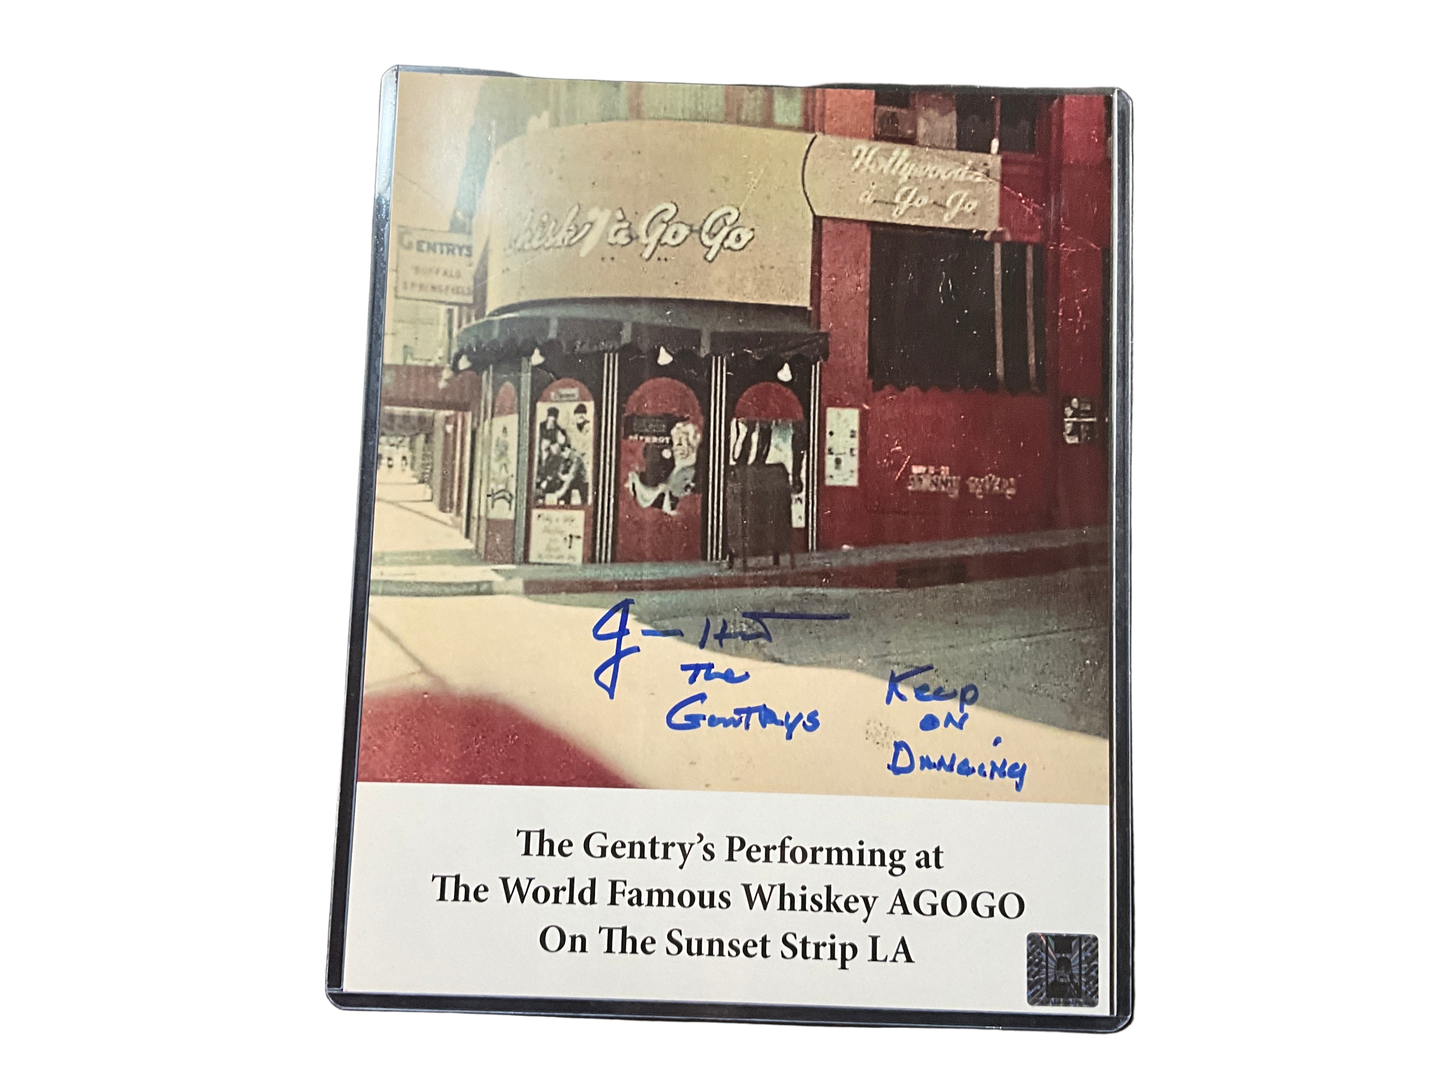 Whisky à Go Go
Hollywood
à Go Go
GENTRYS
BUFFALO
SPRINGFIELD
The
GENTRYS
KEEP
ON
DANCING
The Gentry's Performing at
The World Famous Whiskey AGOGO
On The Sunset Strip LA